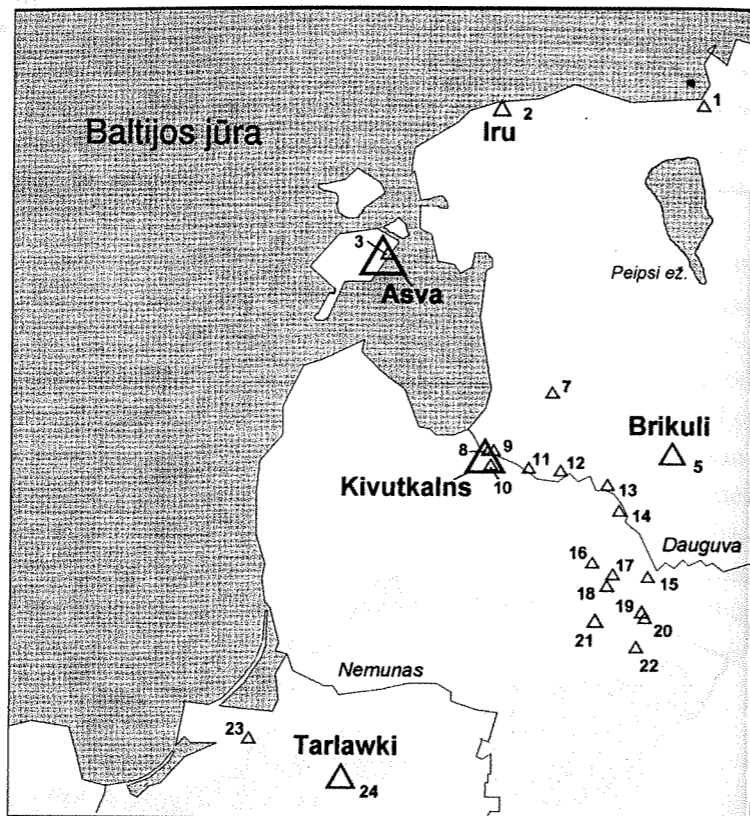 1
2
Iru
Baltijos jūra
3
Peipsi ež.
Asva
7
Brikuli
8
9
5
11
12
10
Kivutkalns
13
14
Dauguva
16
17
15
18
19
20
21
22
Nemunas
23
Tarlawki
24